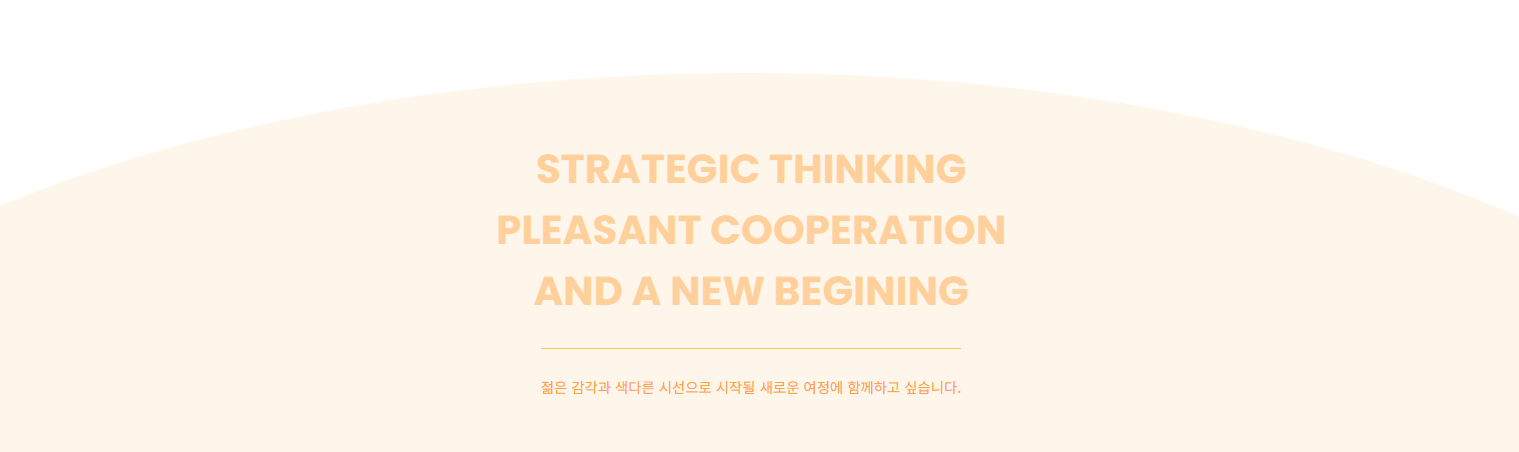 STRATEGIC THINKING
PLEASANT COOPERATION
AND A NEW BEGINING
젊은 감각과 색다른 시선으로 시작될 새로운 여정에 함께하고 싶습니다.